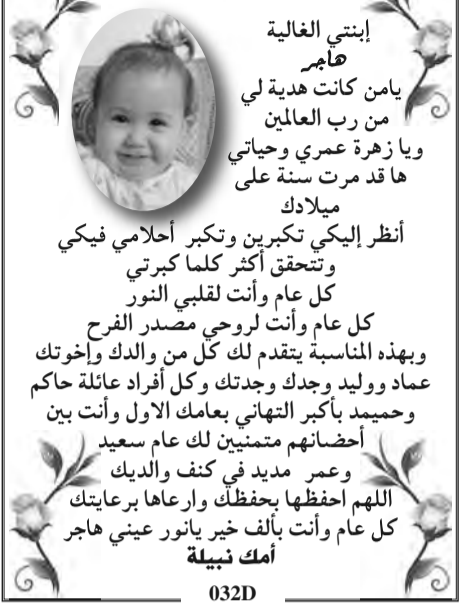 إبنتي الغالية
هاجر
يامن كانت هدية لي
من رب العالمين
ويا زهرة عمري وحياتي
ها قد مرت سنة على
ميلادك
أنظر إليكي تكبرين وتكبر أحلامي فيكي
وتتحقق أكثر كلما كبرتي
كل عام وأنت لقلبي النور
كل عام وأنت لروحي مصدر الفرح
وبهذه المناسبة يتقدم لك كل من والدك وإخوتك
عماد ووليد وجدك وجدتك وكل أفراد عائلة حاكم
وحميمد بأكبر التهاني بعامك الاول وأنت بين
أحضانهم متمنيين لك عام سعيد
وعمر مديد في كنف والديك
اللهم احفظها بحفظك وارعاها برعايتك
كل عام وأنت بألف خير يانور عيني هاجر
أمك نبيلة
032D